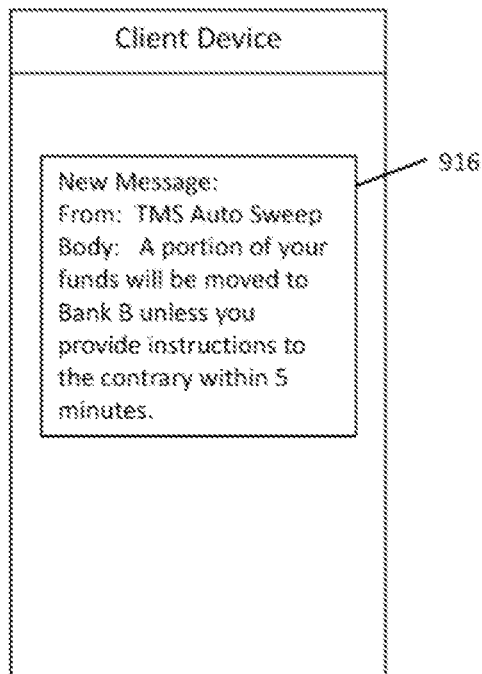 Client Device
916
New Message:
From: TMS Auto Sweep
Body: A portion of your
funds will be moved to
Bank B unless you
provide instructions to
the contrary within 5
minutes.